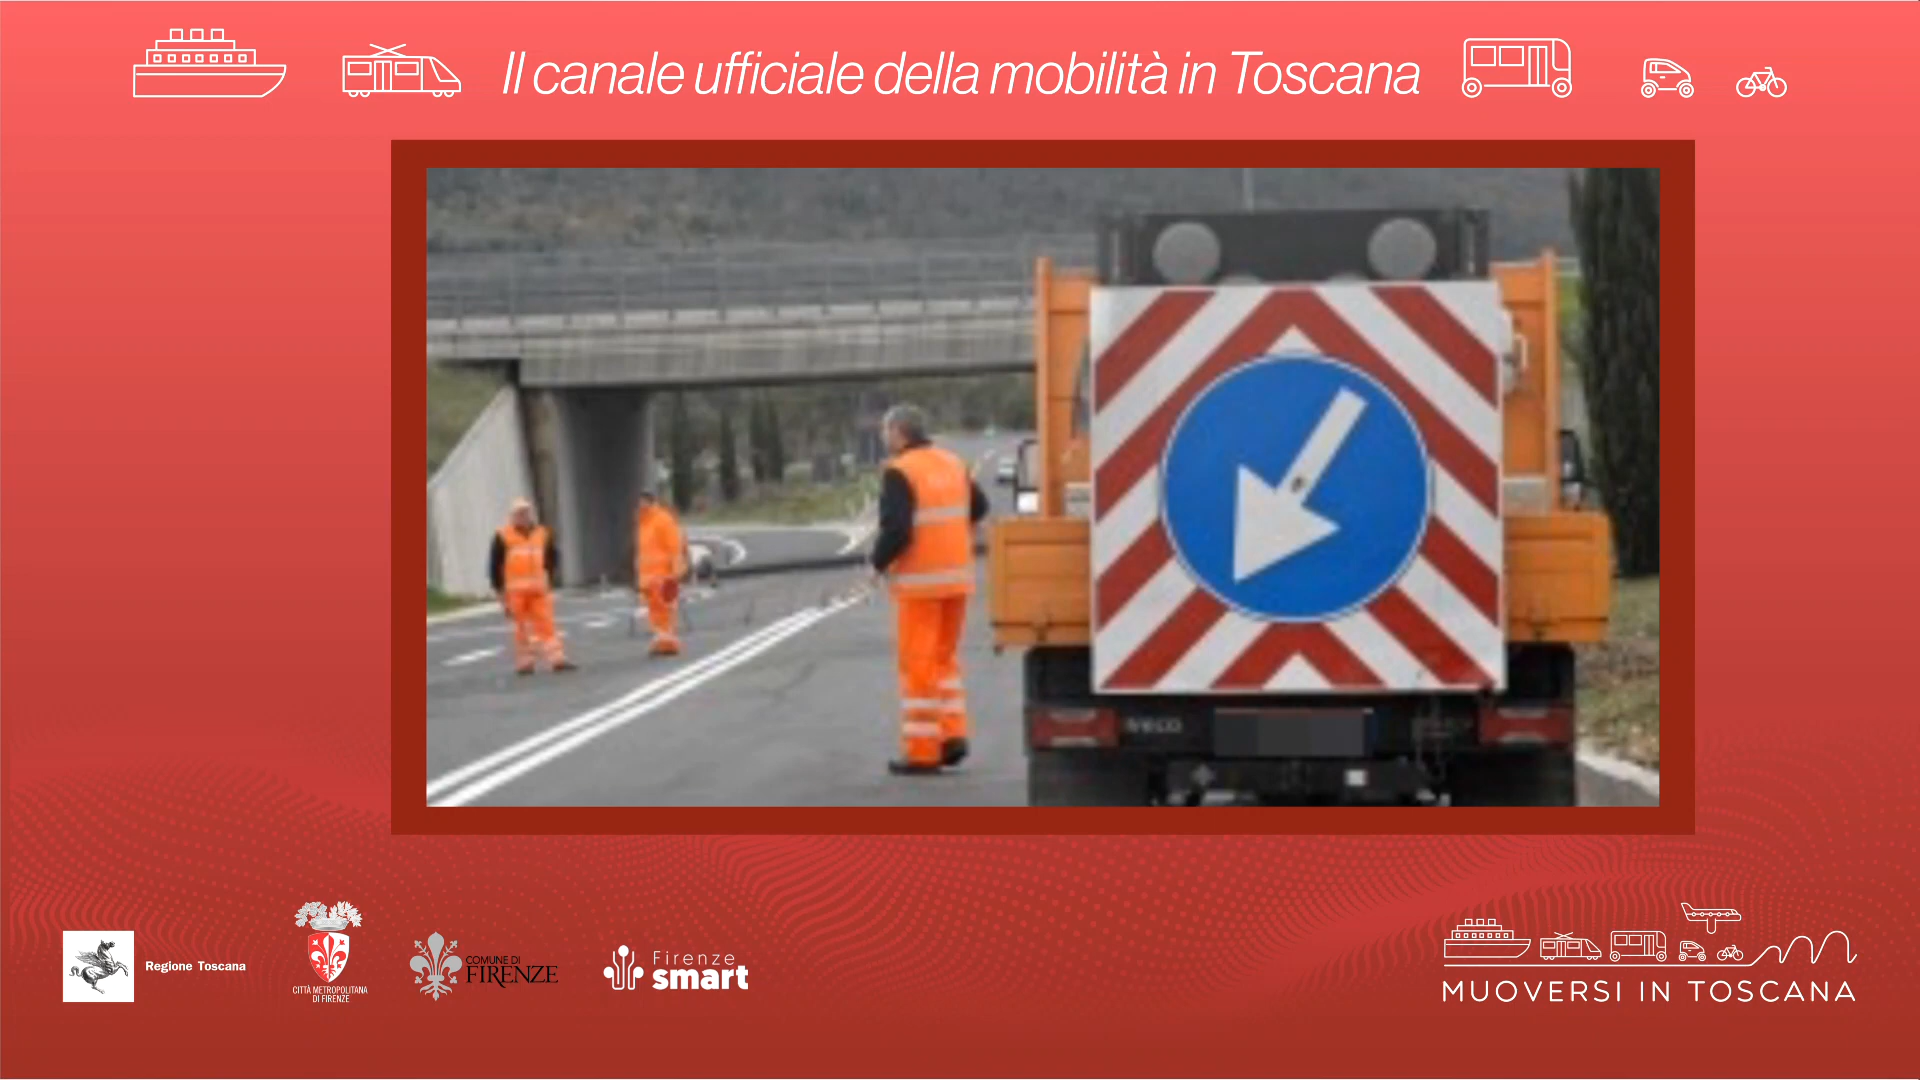 Il canale ufficiale della mobilità in Toscana
IVECO
Regione Toscana
CITTÀ METROPOLITANA
DI FIRENZE
COMUNE DI
FIRENZE
Firenze
smart
MUOVERSI IN TOSCANA